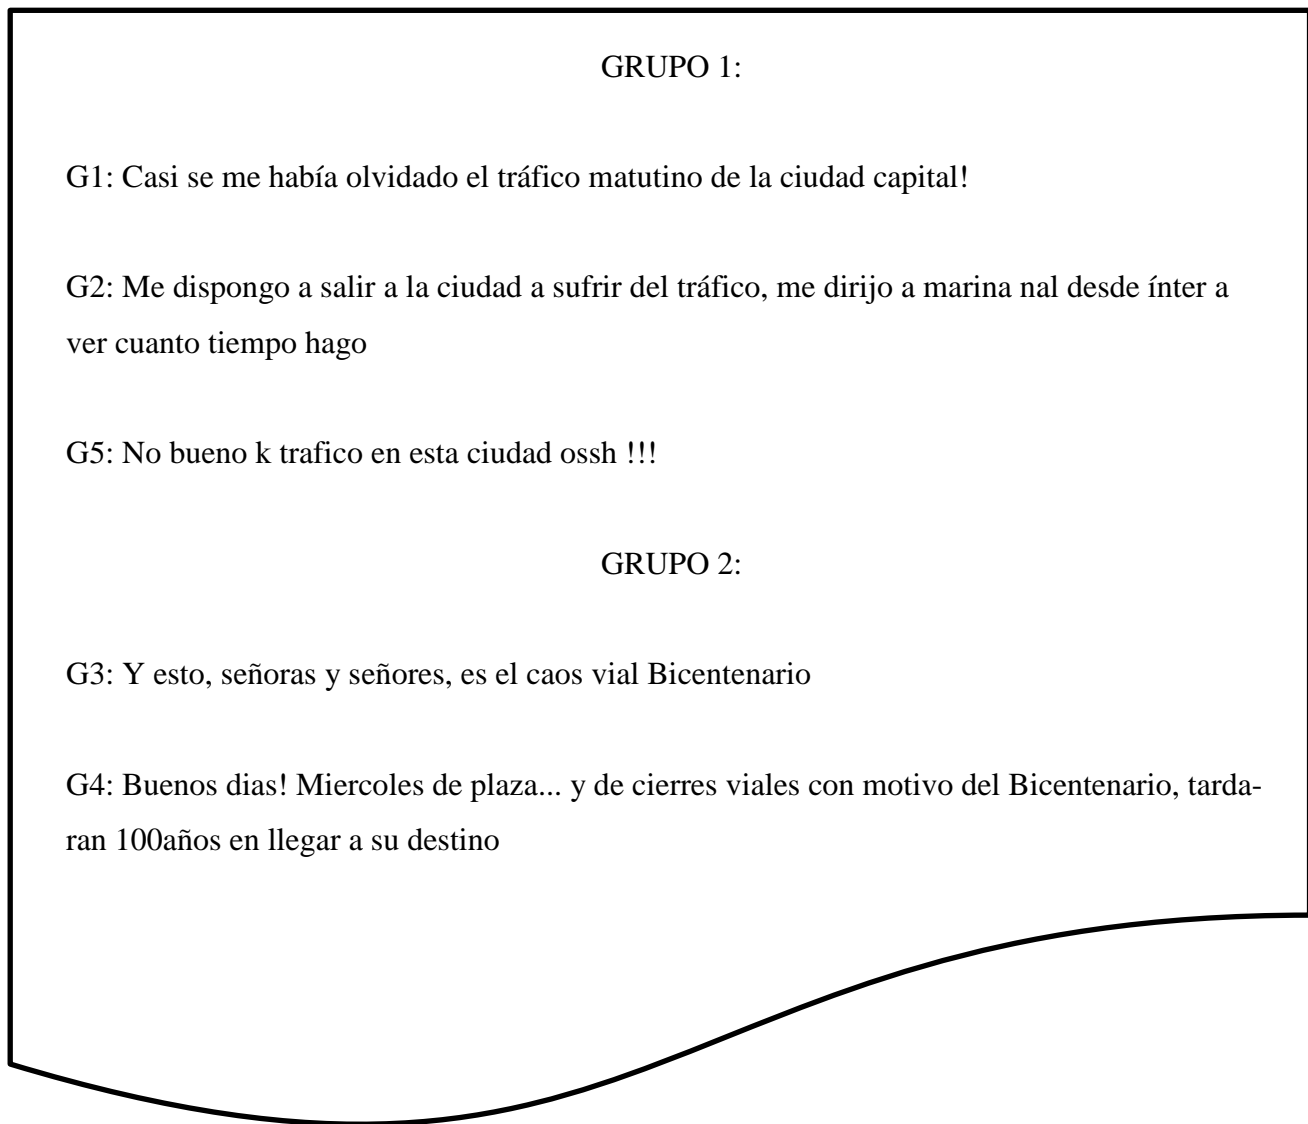 GRUPO 1:
G1: Casi se me había olvidado el tráfico matutino de la ciudad capital!
G2: Me dispongo a salir a la ciudad a sufrir del tráfico, me dirijo a marina nal desde ínter a
ver cuanto tiempo hago
G5: No bueno k trafico en esta ciudad ossh !!!
GRUPO 2:
G3: Y esto, señoras y señores, es el caos vial Bicentenario
G4: Buenos dias! Miercoles de plaza... y de cierres viales con motivo del Bicentenario, tarda-
ran 100años en llegar a su destino